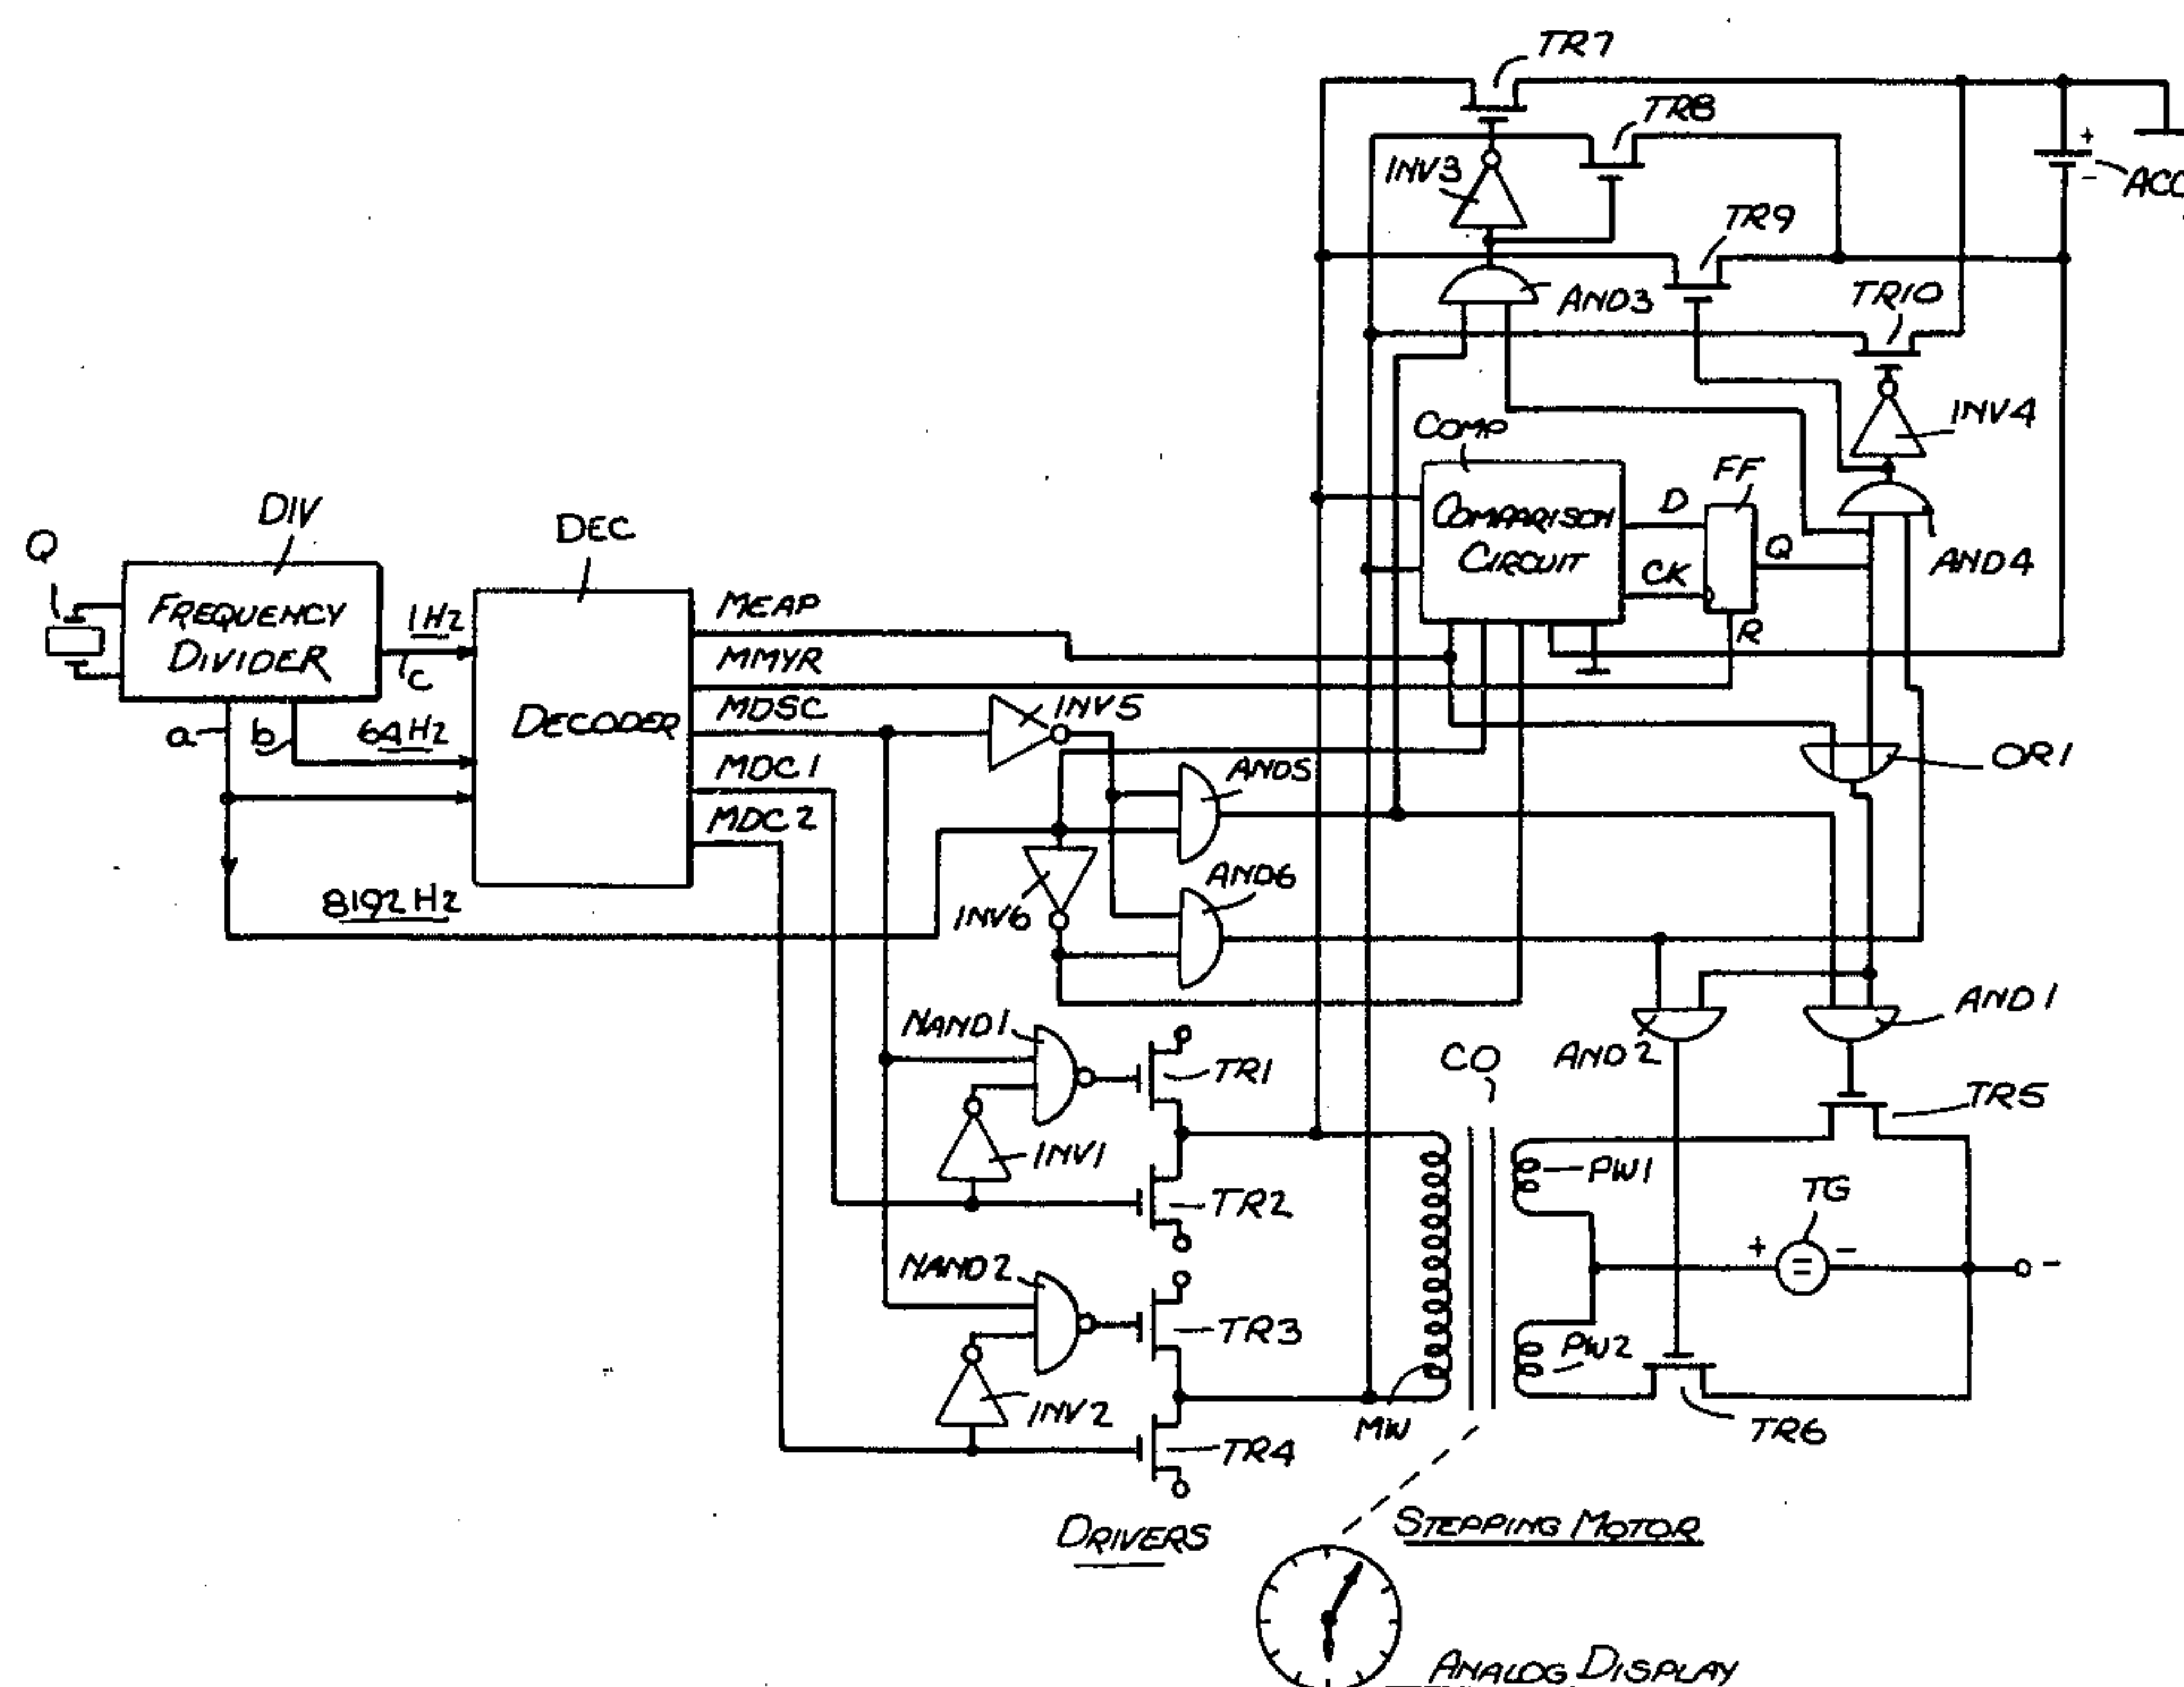 TR7
TR8
INV3
+
-
ACC
TR9
AND3
TR10
COMP
INV4
FF
D
COMPARISON
CIRCUIT
Q
CK
R
AND4
DIV
Q
DEC
FREQUENCY
DIVIDER
1Hz
c
a
b
64Hz
8192Hz
DECODER
MEAP
MMYR
MDSC
MDC1
MDC2
INV5
AND5
OR1
AND6
INV6
NAND1
TR1
CO
AND2
AND1
TR5
INV1
TR2
PW1
TG
+
-
=
-
NAND2
TR3
PW2
INV2
TR4
MW
TR6
DRIVERS
STEPPING MOTOR
ANALOG DISPLAY